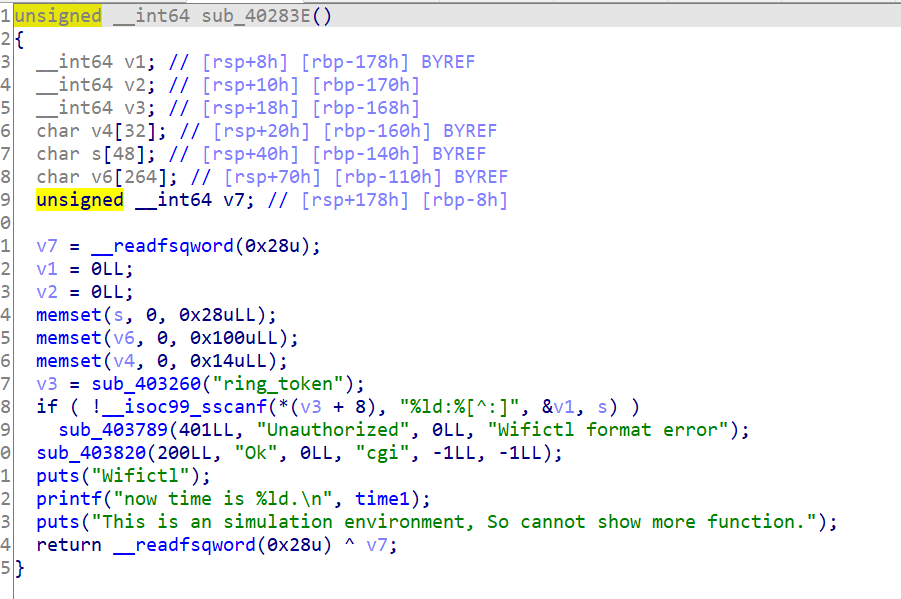 1 unsigned __int64 sub_40283E()
2 {
3   __int64 v1; // [rsp+8h] [rbp-178h] BYREF
4   __int64 v2; // [rsp+10h] [rbp-170h]
5   __int64 v3; // [rsp+18h] [rbp-168h]
6   char v4[32]; // [rsp+20h] [rbp-160h] BYREF
7   char s[48]; // [rsp+40h] [rbp-140h] BYREF
8   char v6[264]; // [rsp+70h] [rbp-110h] BYREF
9   unsigned __int64 v7; // [rsp+178h] [rbp-8h]
0
1   v7 = __readfsqword(0x28u);
2   v1 = 0LL;
3   v2 = 0LL;
4   memset(s, 0, 0x28uLL);
5   memset(v6, 0, 0x100uLL);
6   memset(v4, 0, 0x14uLL);
7   v3 = sub_403260("ring_token");
8   if ( !__isoc99_sscanf(*(v3 + 8), "%ld:%[^:]", &v1, s) )
9     sub_403789(401LL, "Unauthorized", 0LL, "Wifictl format error");
0   sub_403820(200LL, "Ok", 0LL, "cgi", -1LL, -1LL);
1   puts("Wifictl");
2   printf("now time is %ld.\n", time1);
3   puts("This is an simulation environment, So cannot show more function.");
4   return __readfsqword(0x28u) ^ v7;
5 }